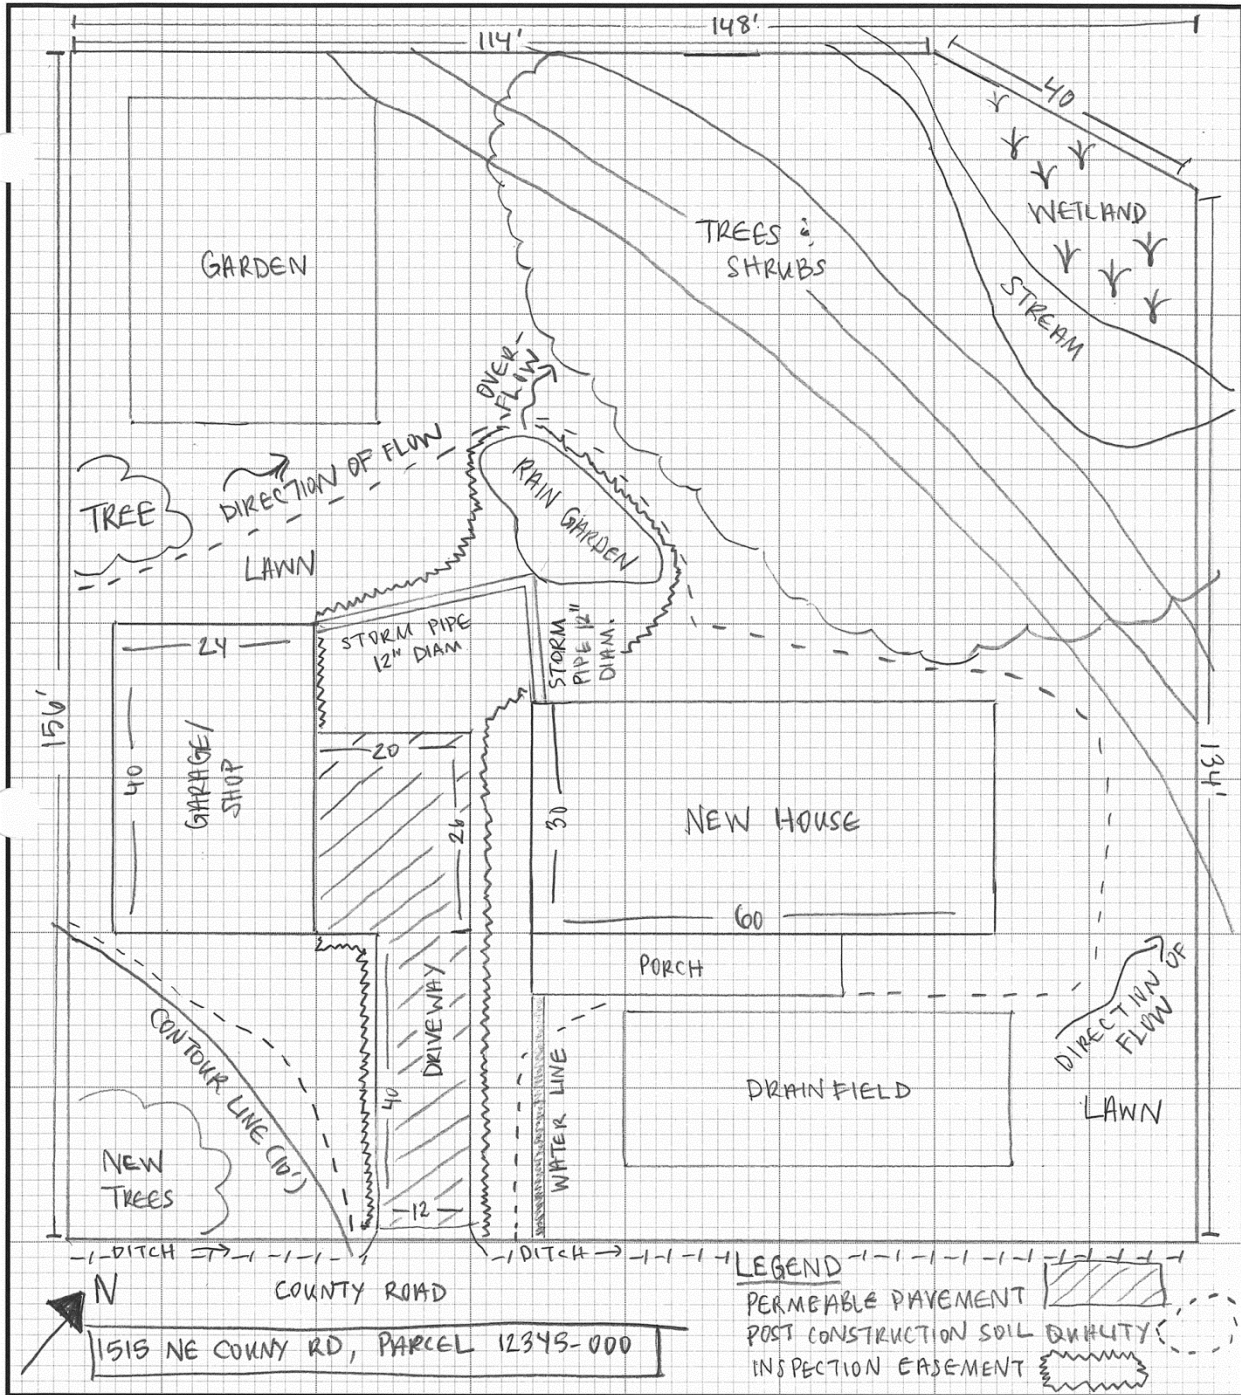 148'
114'
40
WETLAND
TREES &
SHRUBS
GARDEN
STREAM
OVER-
FLOW
DIRECTION OF FLOW
RAIN GARDEN
TREE
LAWN
STORM PIPE
12" DIAM
STORM
PIPE 12"
DIAM.
24
156'
40
GARAGE/
SHOP
20
26
30
NEW HOUSE
60
134'
PORCH
DRIVEWAY
40
12
CONTOUR LINE (10')
NEW
TREES
WATER LINE
DRAINFIELD
DIRECTION OF
FLOW
LAWN
DITCH
DITCH
COUNTY ROAD
N
1515 NE COUNY RD, PARCEL 12345-000
LEGEND
PERMEABLE PAVEMENT
POST CONSTRUCTION SOIL QUALITY
INSPECTION EASEMENT